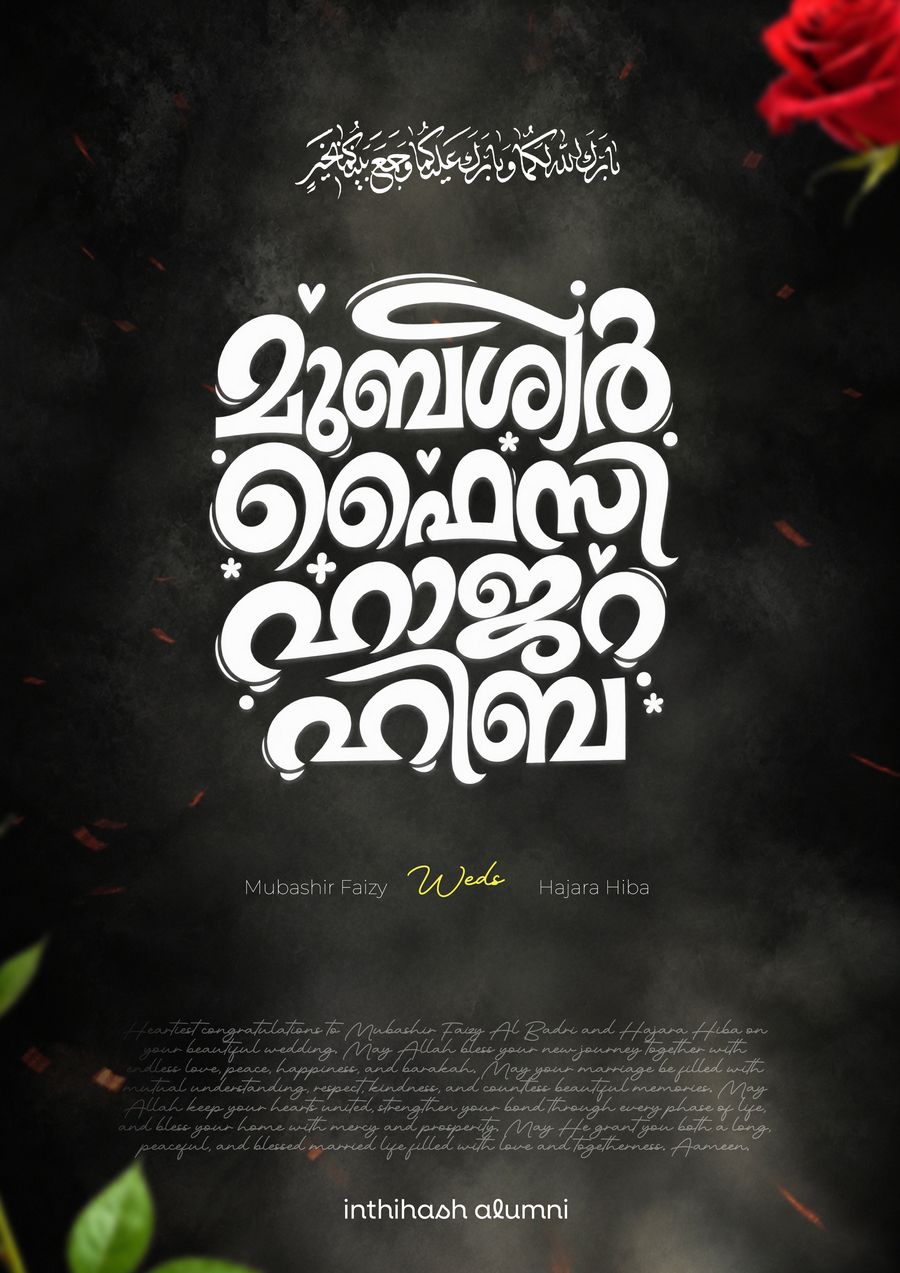 بَارَكَ اللهُ لَكُمَا وَبَارَكَ عَلَيْكُمَا وَجَمَعَ بَيْنَكُمَا بِخَيْرٍ
മുബശ്ശിർ
ഫൈസി
ഹാജറ
ഹിബ
Mubashir Faizy Weds Hajara Hiba
Heartiest congratulations to Mubashir Faizy Al Badri and Hajara Hiba on
your beautiful wedding. May Allah bless your new journey together with
endless love, peace, happiness, and barakah. May your marriage be filled with
mutual understanding, respect, kindness, and countless beautiful memories. May
Allah keep your hearts united, strengthen your bond through every phase of life,
and bless your home with mercy and prosperity. May He grant you both a long,
peaceful, and blessed married life filled with love and togetherness. Aameen.
inthihash alumni